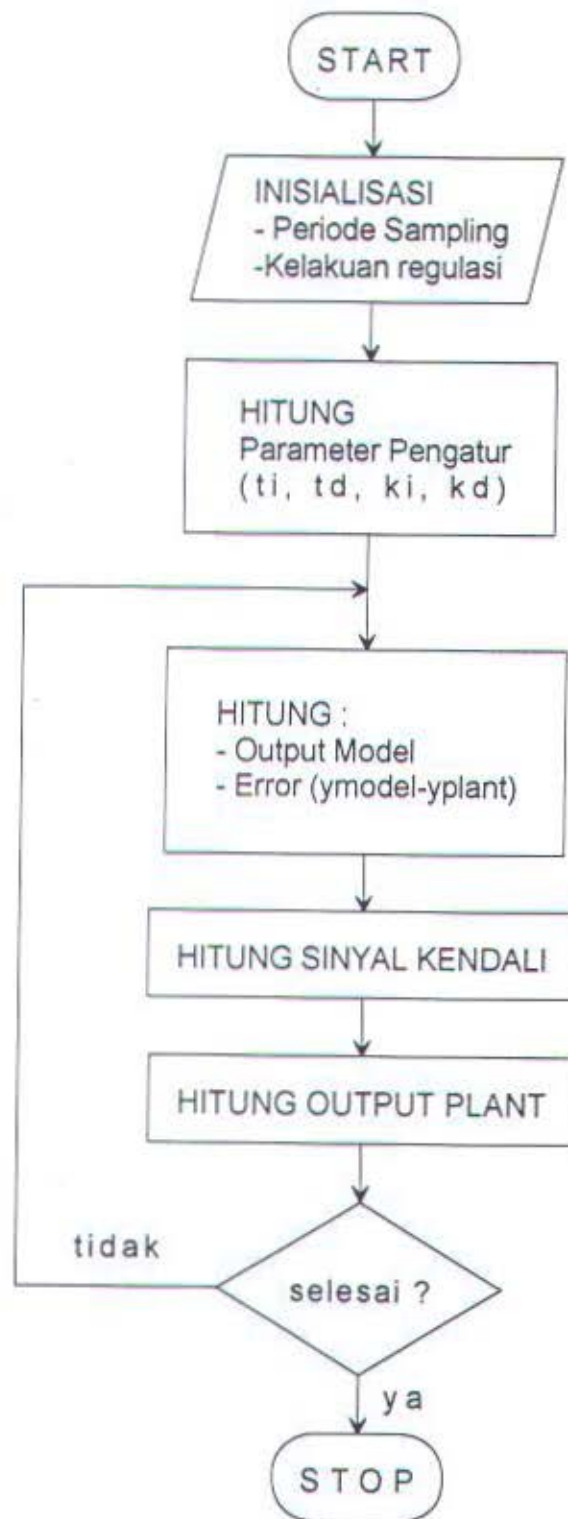 START
INISIALISASI
- Periode Sampling
-Kelakuan regulasi
HITUNG
Parameter Pengatur
(ti, td, ki, kd)
HITUNG :
- Output Model
- Error (ymodel-yplant)
HITUNG SINYAL KENDALI
HITUNG OUTPUT PLANT
tidak
selesai ?
ya
STOP